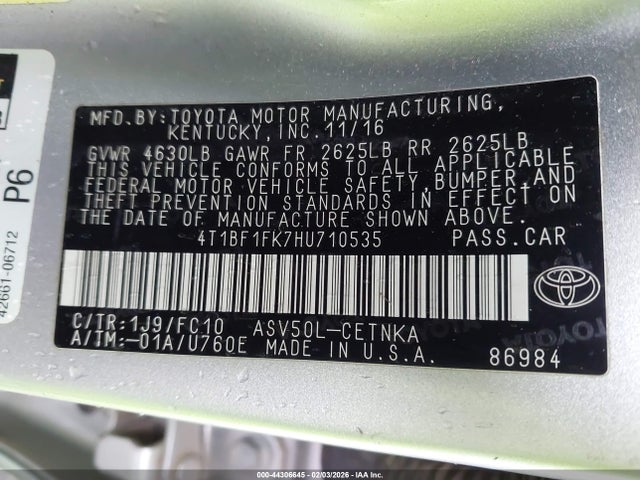 MFD.BY:TOYOTA MOTOR MANUFACTURING,
KENTUCKY,INC.11/16
GVWR 4630LB GAWR FR 2625LB RR 2625LB
THIS VEHICLE CONFORMS TO ALL APPLICABLE
FEDERAL MOTOR VEHICLE SAFETY,BUMPER,AND
THEFT PREVENTION STANDARDS IN EFFECT ON
THE DATE OF MANUFACTURE SHOWN ABOVE.
4T1BF1FK7HU710535 PASS.CAR
C/TR:1J9/FC10 ASV50L-CETNKA
A/TM:-01A/U760E MADE IN U.S.A. 86984
TOYOTA
42661-06712
P6
000-44306645 - 02/03/2026 - IAA Inc.